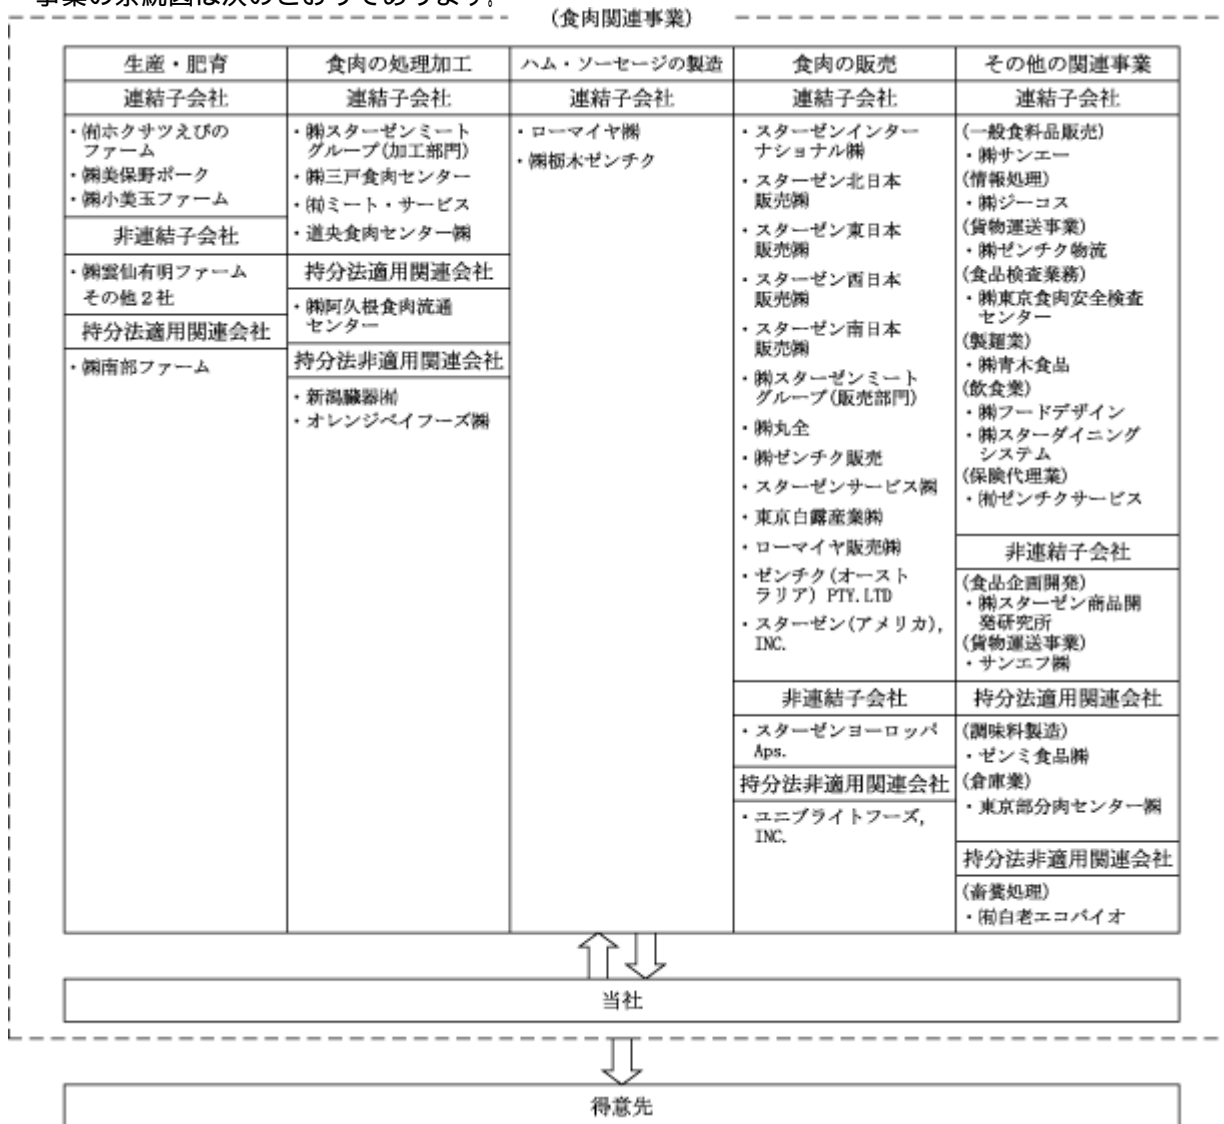 事業の系統図は次のとおりであります。
(食肉関連事業)
生産・肥育
連結子会社
・㈲ホクサツえびの
ファーム
・㈱美保野ポーク
・㈱小美玉ファーム
非連結子会社
・㈱雲仙有明ファーム
その他２社
持分法適用関連会社
・㈱南部ファーム
食肉の処理加工
連結子会社
・㈱スターゼンミート
グループ(加工部門)
・㈱三戸食肉センター
・㈲ミート・サービス
・道央食肉センター㈱
持分法適用関連会社
・㈱阿久根食肉流通
センター
持分法非適用関連会社
・新潟臓器㈲
・オレンジベイフーズ㈱
ハム・ソーセージの製造
連結子会社
・ローマイヤ㈱
・㈱栃木ゼンチク
食肉の販売
連結子会社
・スターゼンインター
ナショナル㈱
・スターゼン北日本
販売㈱
・スターゼン東日本
販売㈱
・スターゼン西日本
販売㈱
・スターゼン南日本
販売㈱
・㈱スターゼンミート
グループ(販売部門)
・㈱丸全
・㈱ゼンチク販売
・スターゼンサービス㈱
・東京白露産業㈱
・ローマイヤ販売㈱
・ゼンチク(オースト
ラリア) PTY.LTD
・スターゼン(アメリカ),
INC.
非連結子会社
・スターゼンヨーロッパ
Aps.
持分法非適用関連会社
・ユニブライトフーズ,
INC.
その他の関連事業
連結子会社
(一般食料品販売)
・㈱サンエー
(情報処理)
・㈱ジーコス
(貨物運送事業)
・㈱ゼンチク物流
(食品検査業務)
・㈱東京食肉安全検査
センター
(製麺業)
・㈱青木食品
(飲食業)
・㈱フードデザイン
・㈱スターダイニング
システム
(保険代理業)
・㈲ゼンチクサービス
非連結子会社
(食品企画開発)
・㈱スターゼン商品開
発研究所
(貨物運送事業)
・サンエフ㈱
持分法適用関連会社
(調味料製造)
・ゼンミ食品㈱
(倉庫業)
・東京部分肉センター㈱
持分法非適用関連会社
(畜糞処理)
・㈲白老エコバイオ
当社
得意先